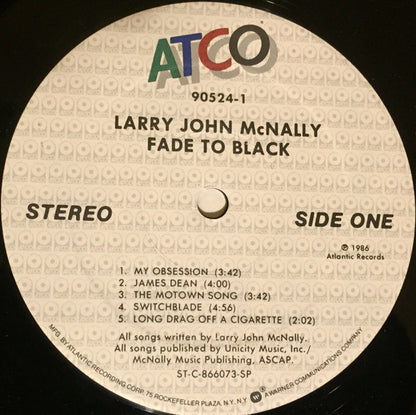 ATCO
90524-1
LARRY JOHN McNALLY
FADE TO BLACK
STEREO
SIDE ONE
℗ 1986
Atlantic Records
1. MY OBSESSION (3:42)
2. JAMES DEAN (4:00)
3. THE MOTOWN SONG (3:42)
4. SWITCHBLADE (4:56)
5. LONG DRAG OFF A CIGARETTE (2:02)
All songs written by Larry John McNally.
All songs published by Unicity Music, Inc./
McNally Music Publishing. ASCAP.
ST-C-866073-SP
MFG. BY ATLANTIC RECORDING CORP. 75 ROCKEFELLER PLAZA, N.Y. N.Y. W A WARNER COMMUNICATIONS COMPANY